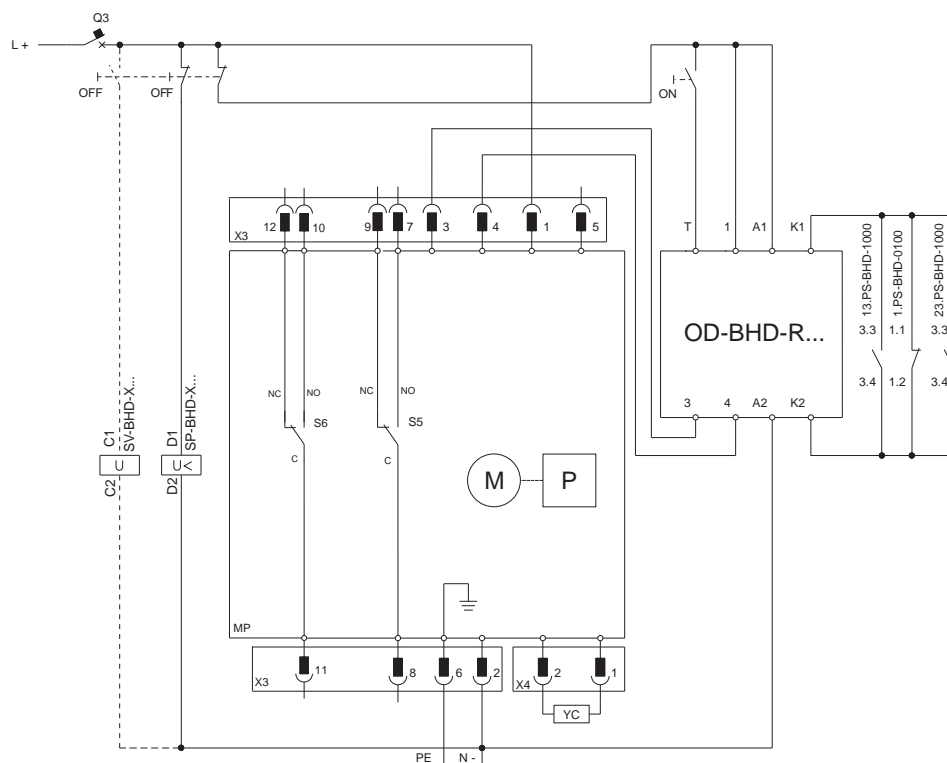 Q3
L +
OFF
OFF
ON
12
10
9
7
3
4
1
5
X3
T
1
A1
K1
OD-BHD-R...
3
4
A2
K2
13.PS-BHD-1000
1.PS-BHD-0100
23.PS-BHD-1000
3.3
1.1
3.3
3.4
1.2
3.4
NC
NO
S6
C
NC
NO
S5
C
C1
SV-BHD-X...
C2
U
D1
SP-BHD-X...
D2
U<
M
P
MP
X3
11
8
6
2
X4
2
1
YC
PE
N -